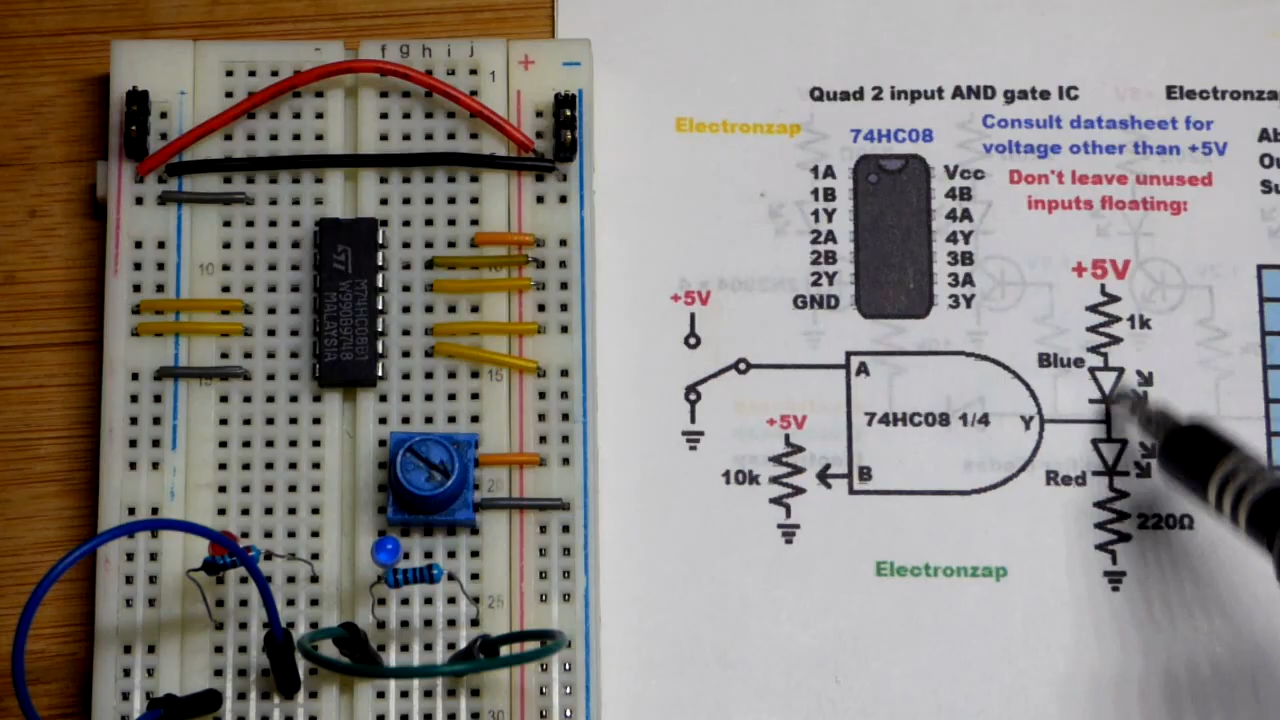 f g h i j
+ −
1
10
15
20
25
30
M74HC08B1
W990B9748
MALAYSIA
Quad 2 input AND gate IC
Electronza
Electronzap
74HC08
Consult datasheet for
voltage other than +5V
Don't leave unused
inputs floating:
1A
1B
1Y
2A
2B
2Y
GND
Vcc
4B
4A
4Y
3B
3A
3Y
+5V
A
74HC08 1/4
Y
B
+5V
10k
+5V
1k
Blue
Red
220Ω
Electronzap